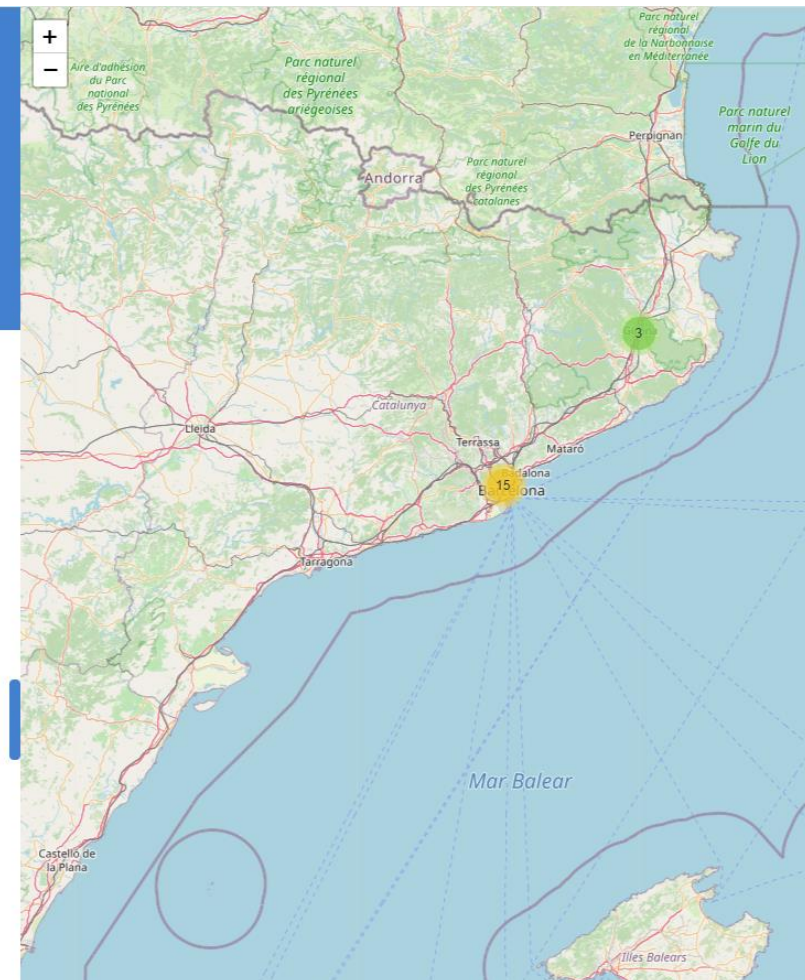 +
−
Parc naturel
régional
de la Narbonnaise
en Méditerranée
Aire d'adhésion
du Parc
national
des Pyrénées
Parc naturel
régional
des Pyrénées
ariégeoises
Parc naturel
marin du
Golfe du
Lion
Perpignan
Parc naturel
régional
des Pyrénées
catalanes
Andorra
3
Catalunya
Lleida
Terrassa
Mataró
Badalona
15
Barcelona
Tarragona
Mar Balear
Castelló de
la Plana
Illes Balears